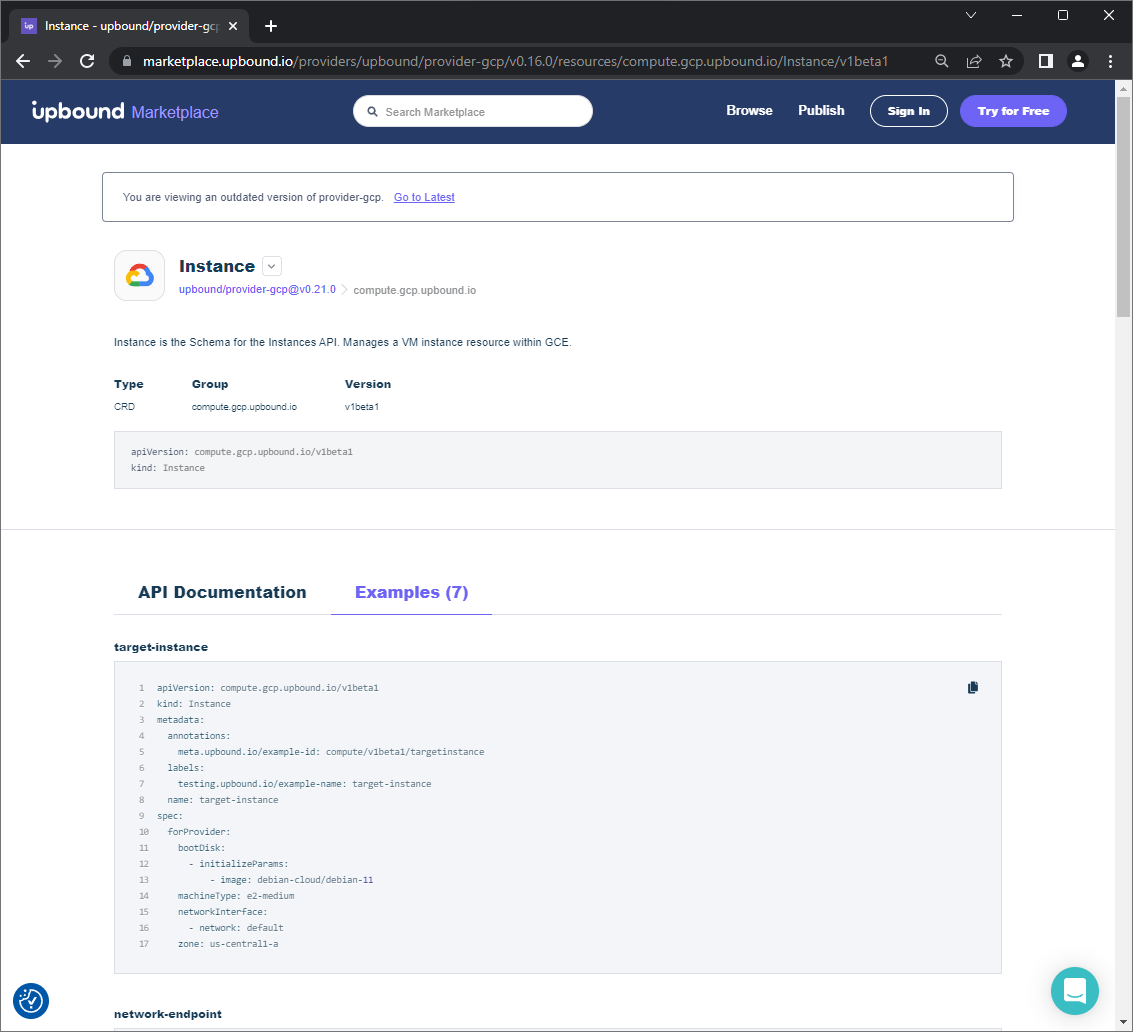 up Instance - upbound/provider-gcp
marketplace.upbound.io/providers/upbound/provider-gcp/v0.16.0/resources/compute.gcp.upbound.io/Instance/v1beta1
upbound Marketplace Search Marketplace Browse Publish Sign In Try for Free
You are viewing an outdated version of provider-gcp. Go to Latest
Instance
upbound/provider-gcp@v0.21.0 compute.gcp.upbound.io
Instance is the Schema for the Instances API. Manages a VM instance resource within GCE.
Type Group Version
CRD compute.gcp.upbound.io v1beta1
apiVersion: compute.gcp.upbound.io/v1beta1
kind: Instance
API Documentation Examples (7)
target-instance
1 apiVersion: compute.gcp.upbound.io/v1beta1
2 kind: Instance
3 metadata:
4 annotations:
5 meta.upbound.io/example-id: compute/v1beta1/targetinstance
6 labels:
7 testing.upbound.io/example-name: target-instance
8 name: target-instance
9 spec:
10 forProvider:
11 bootDisk:
12 - initializeParams:
13 - image: debian-cloud/debian-11
14 machineType: e2-medium
15 networkInterface:
16 - network: default
17 zone: us-central1-a
network-endpoint